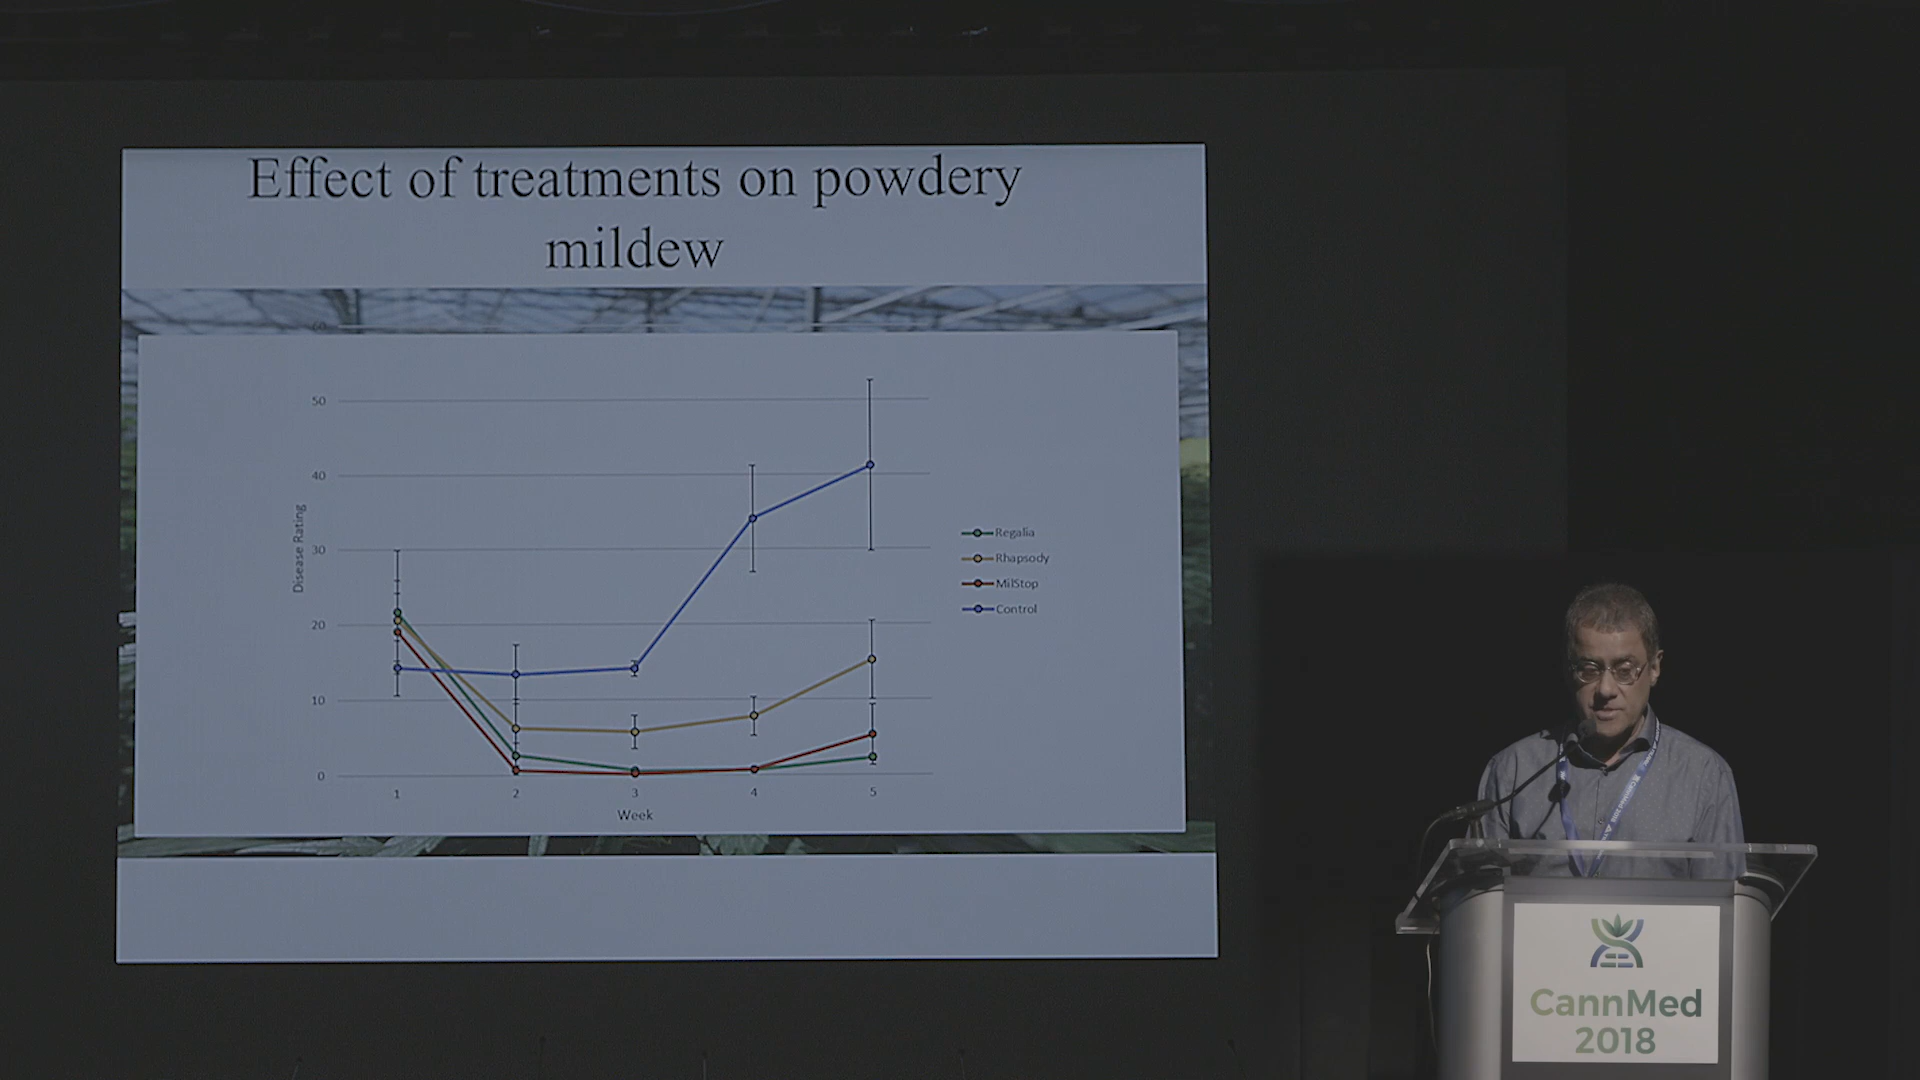 Effect of treatments on powdery
mildew
60
50
40
30
20
10
0
Disease Rating
1 2 3 4 5
Week
Regalia
Rhapsody
MilStop
Control
CannMed
2018